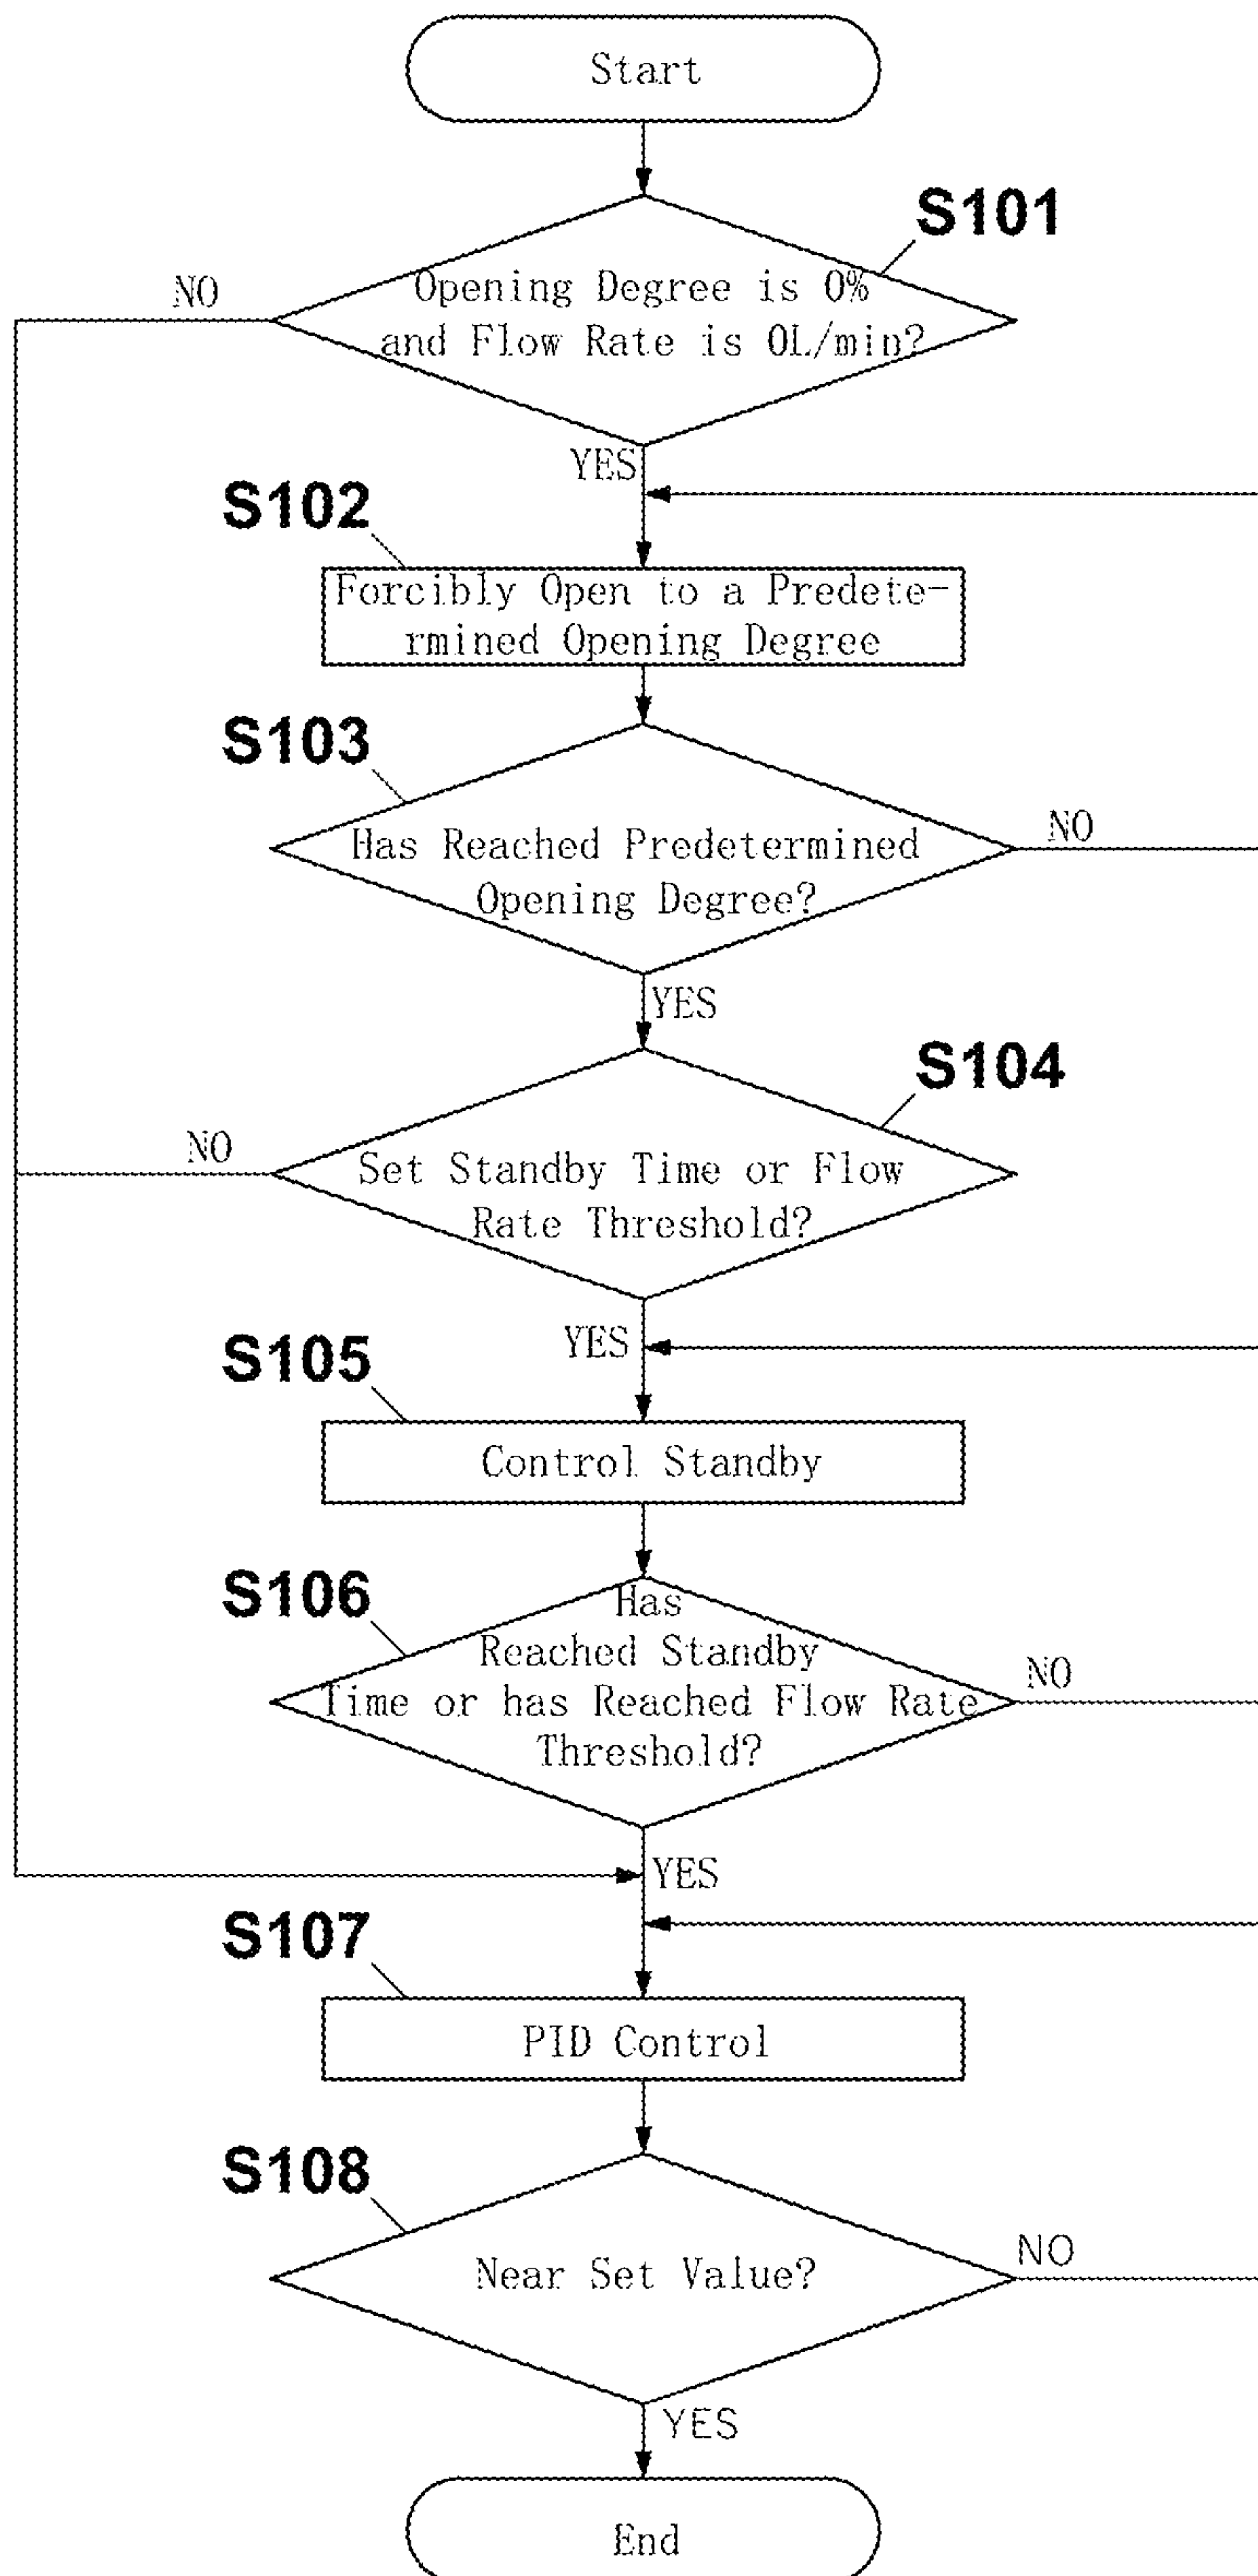 Start
S101
NO
Opening Degree is 0%
and Flow Rate is 0L/min?
YES
S102
Forcibly Open to a Predete-
rmined Opening Degree
S103
NO
Has Reached Predetermined
Opening Degree?
YES
S104
NO
Set Standby Time or Flow
Rate Threshold?
YES
S105
Control Standby
S106
Has
Reached Standby
NO
Time or has Reached Flow Rate
Threshold?
YES
S107
PID Control
S108
NO
Near Set Value?
YES
End